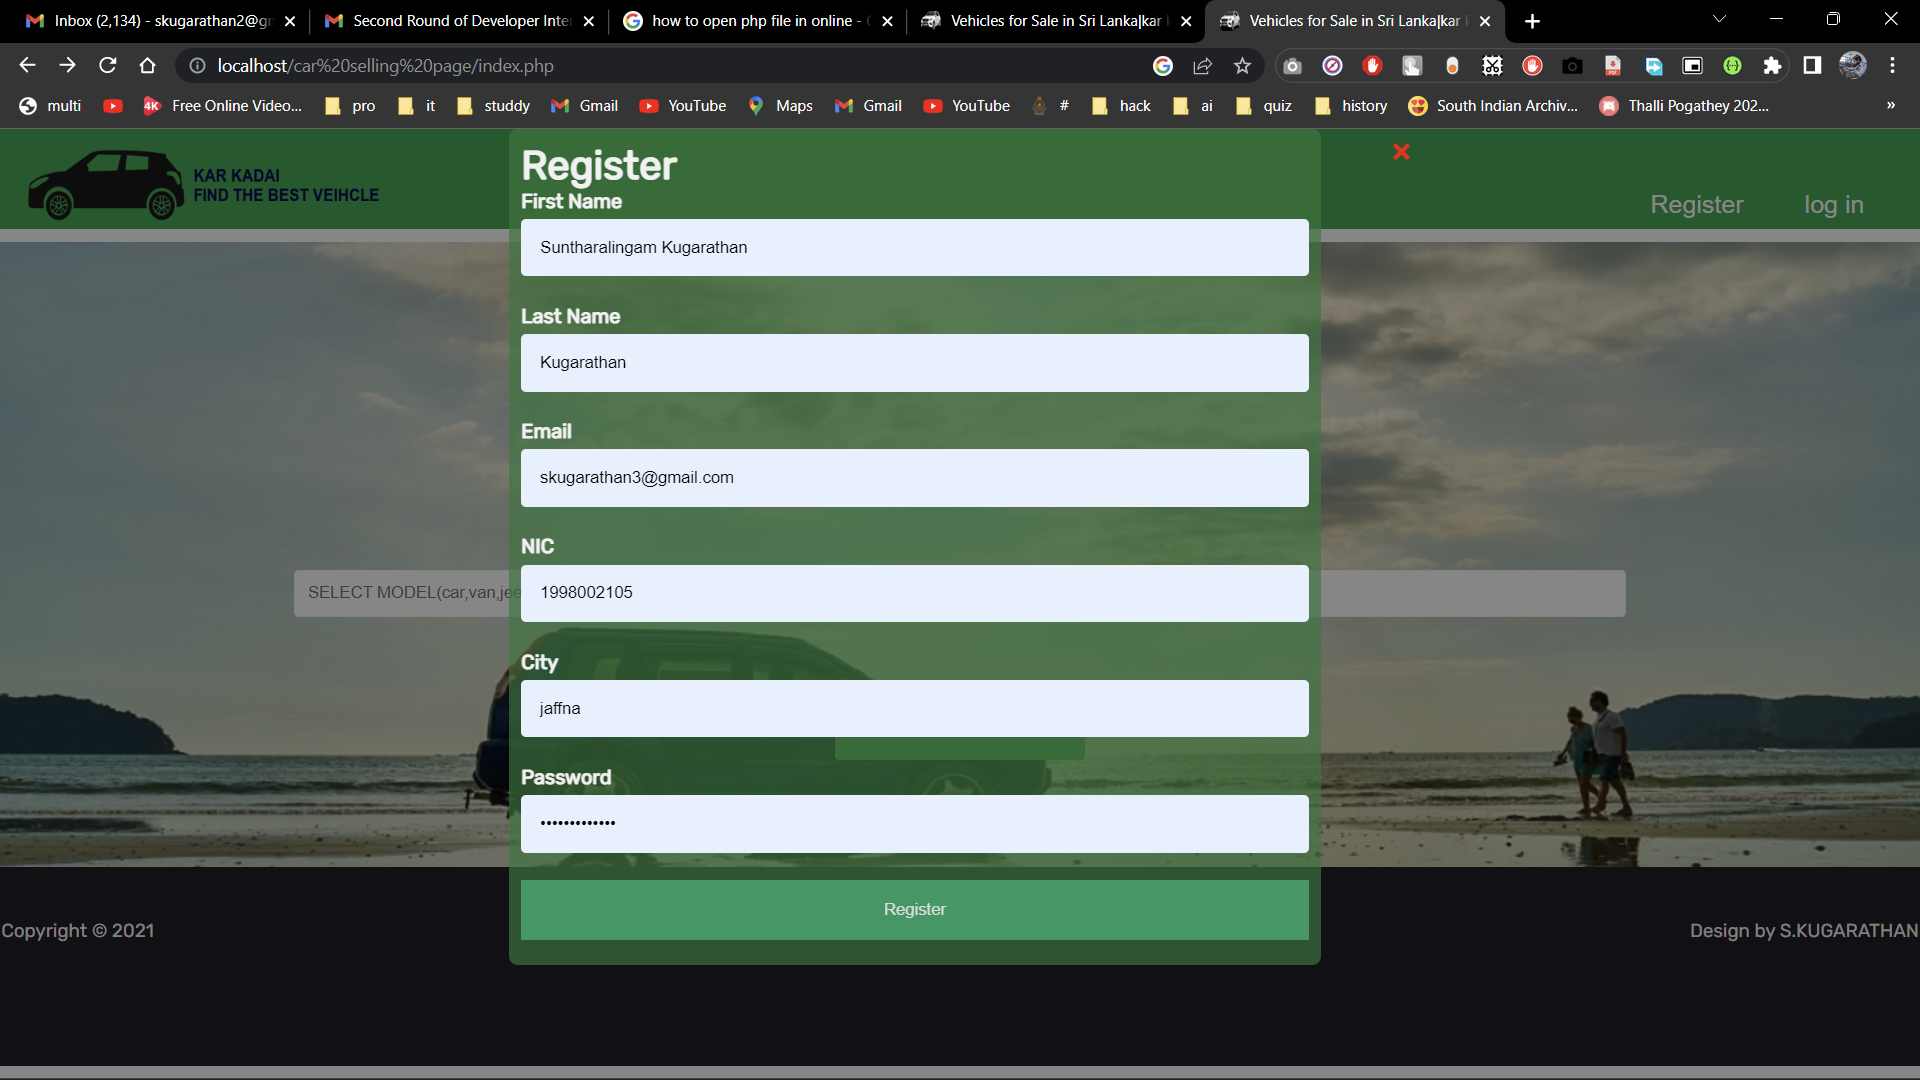 Inbox (2,134) - skugarathan2@gm
Second Round of Developer Inte
how to open php file in online -
Vehicles for Sale in Sri Lanka|kar
Vehicles for Sale in Sri Lanka|kar
localhost/car%20selling%20page/index.php
multi
4K
Free Online Video...
pro
it
studdy
Gmail
YouTube
Maps
Gmail
YouTube
#
hack
ai
quiz
history
South Indian Archiv...
Thalli Pogathey 202...
»
KAR KADAI
FIND THE BEST VEIHCLE
Register
log in
Register
First Name
Suntharalingam Kugarathan
Last Name
Kugarathan
Email
skugarathan3@gmail.com
NIC
1998002105
SELECT MODEL(car,van,jee
City
jaffna
Password
•••••••••••••
Register
Copyright © 2021
Design by S.KUGARATHAN